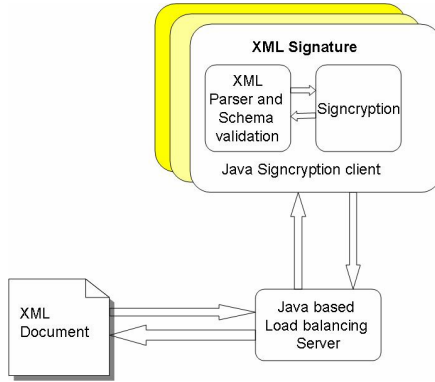 XML Signature
XML
Parser and
Schema
validation
Signcryption
Java Signcryption client
XML
Document
Java based
Load balancing
Server